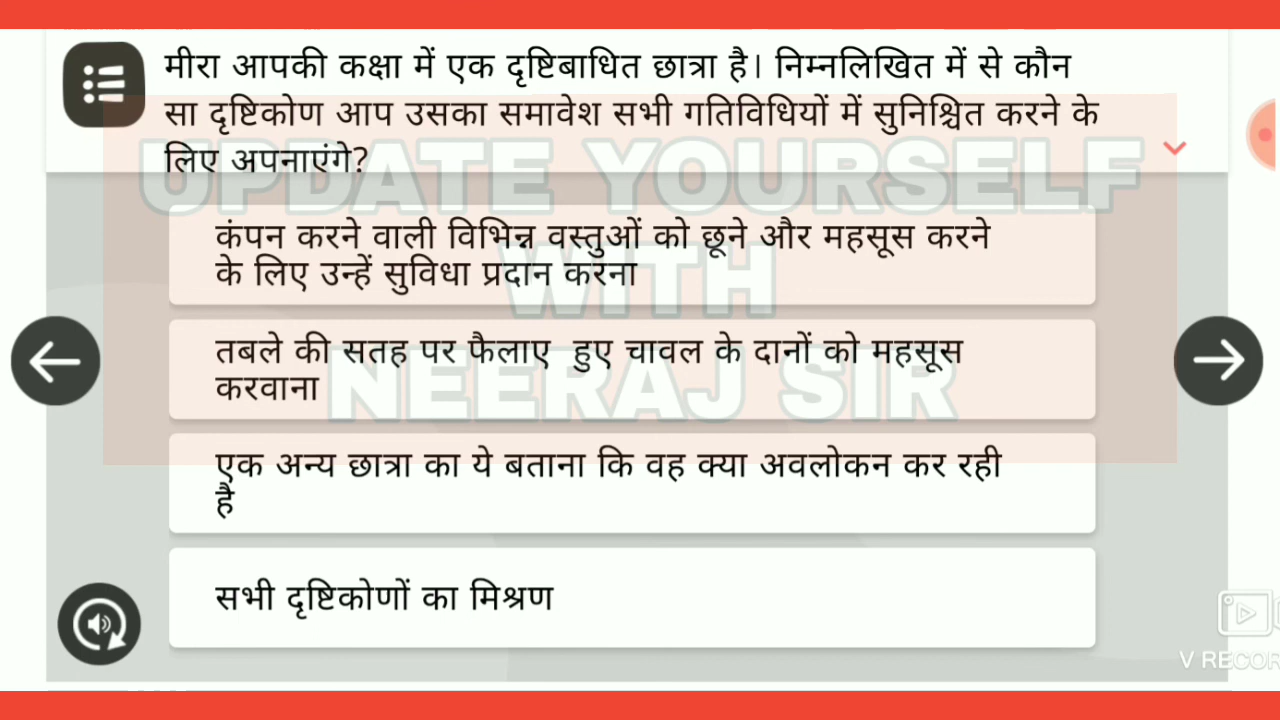 मीरा आपकी कक्षा में एक दृष्टिबाधित छात्रा है। निम्नलिखित में से कौन
सा दृष्टिकोण आप उसका समावेश सभी गतिविधियों में सुनिश्चित करने के
लिए अपनाएंगे?
UPDATE YOURSELF
WITH
NEERAJ SIR
कंपन करने वाली विभिन्न वस्तुओं को छूने और महसूस करने
के लिए उन्हें सुविधा प्रदान करना
तबले की सतह पर फैलाए हुए चावल के दानों को महसूस
करवाना
एक अन्य छात्रा का ये बताना कि वह क्या अवलोकन कर रही
है
सभी दृष्टिकोणों का मिश्रण
V RECOR